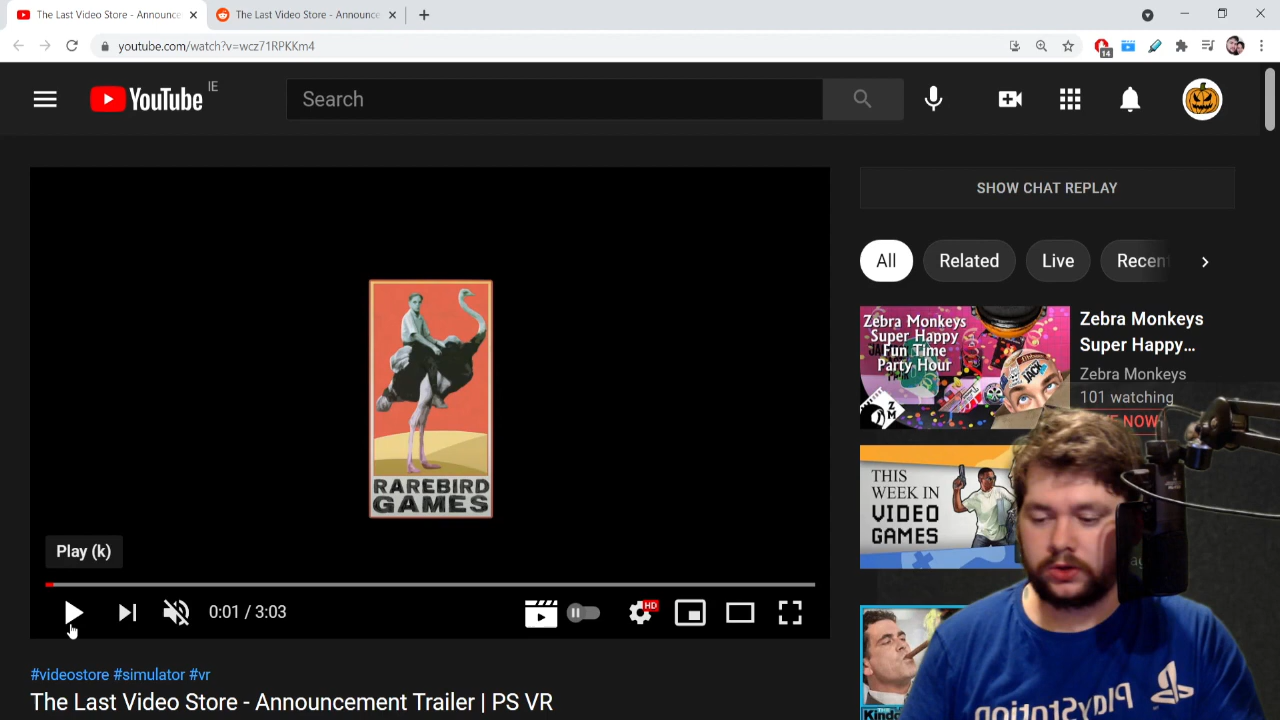 The Last Video Store - Announce
The Last Video Store - Announce
youtube.com/watch?v=wcz71RPKKm4
14
YouTube
IE
Search
SHOW CHAT REPLAY
All
Related
Live
Recen
Zebra Monkeys
Super Happy
Fun Time
Party Hour
JACK
Zebra Monkeys
Super Happy...
Zebra Monkeys
101 watching
NOW
RAREBIRD
GAMES
THIS
WEEK IN
VIDEO
GAMES
Play (k)
0:01 / 3:03
HD
#videostore #simulator #vr
The Last Video Store - Announcement Trailer | PS VR
PlayStation